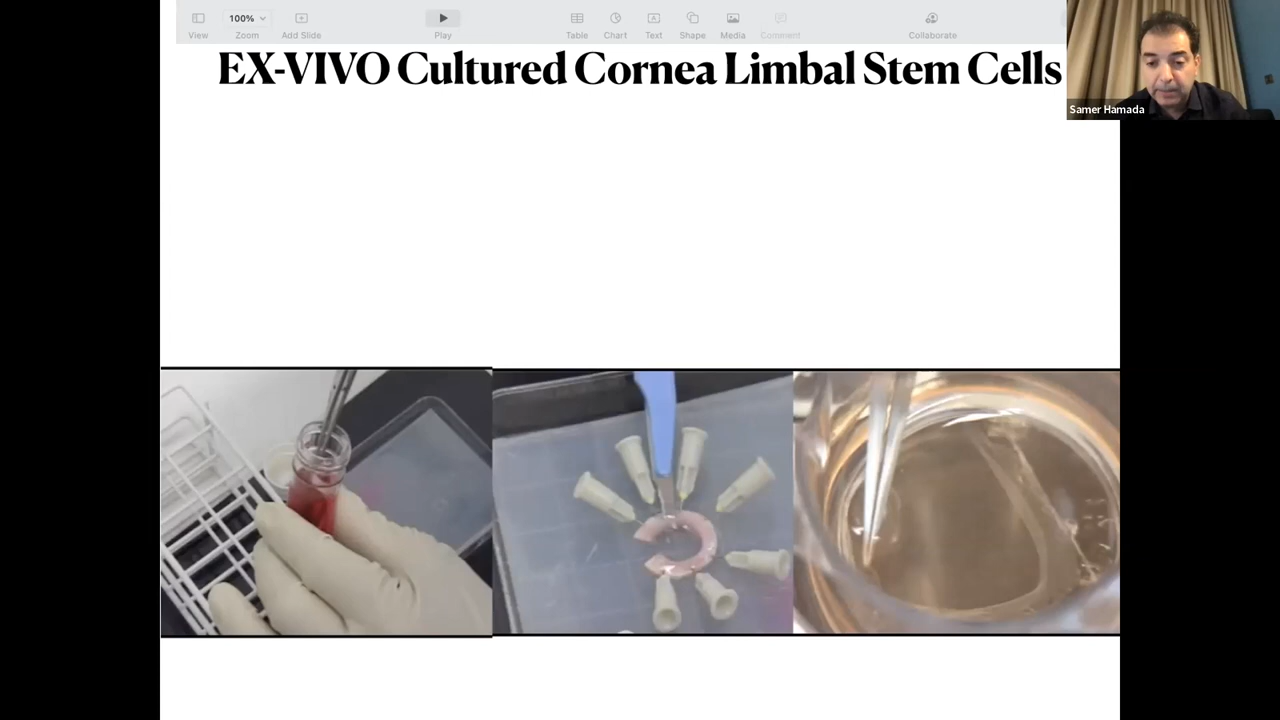 100%
View
Zoom
Add Slide
Play
Table
Chart
Text
Shape
Media
Comment
Collaborate
EX-VIVO Cultured Cornea Limbal Stem Cells
Samer Hamada